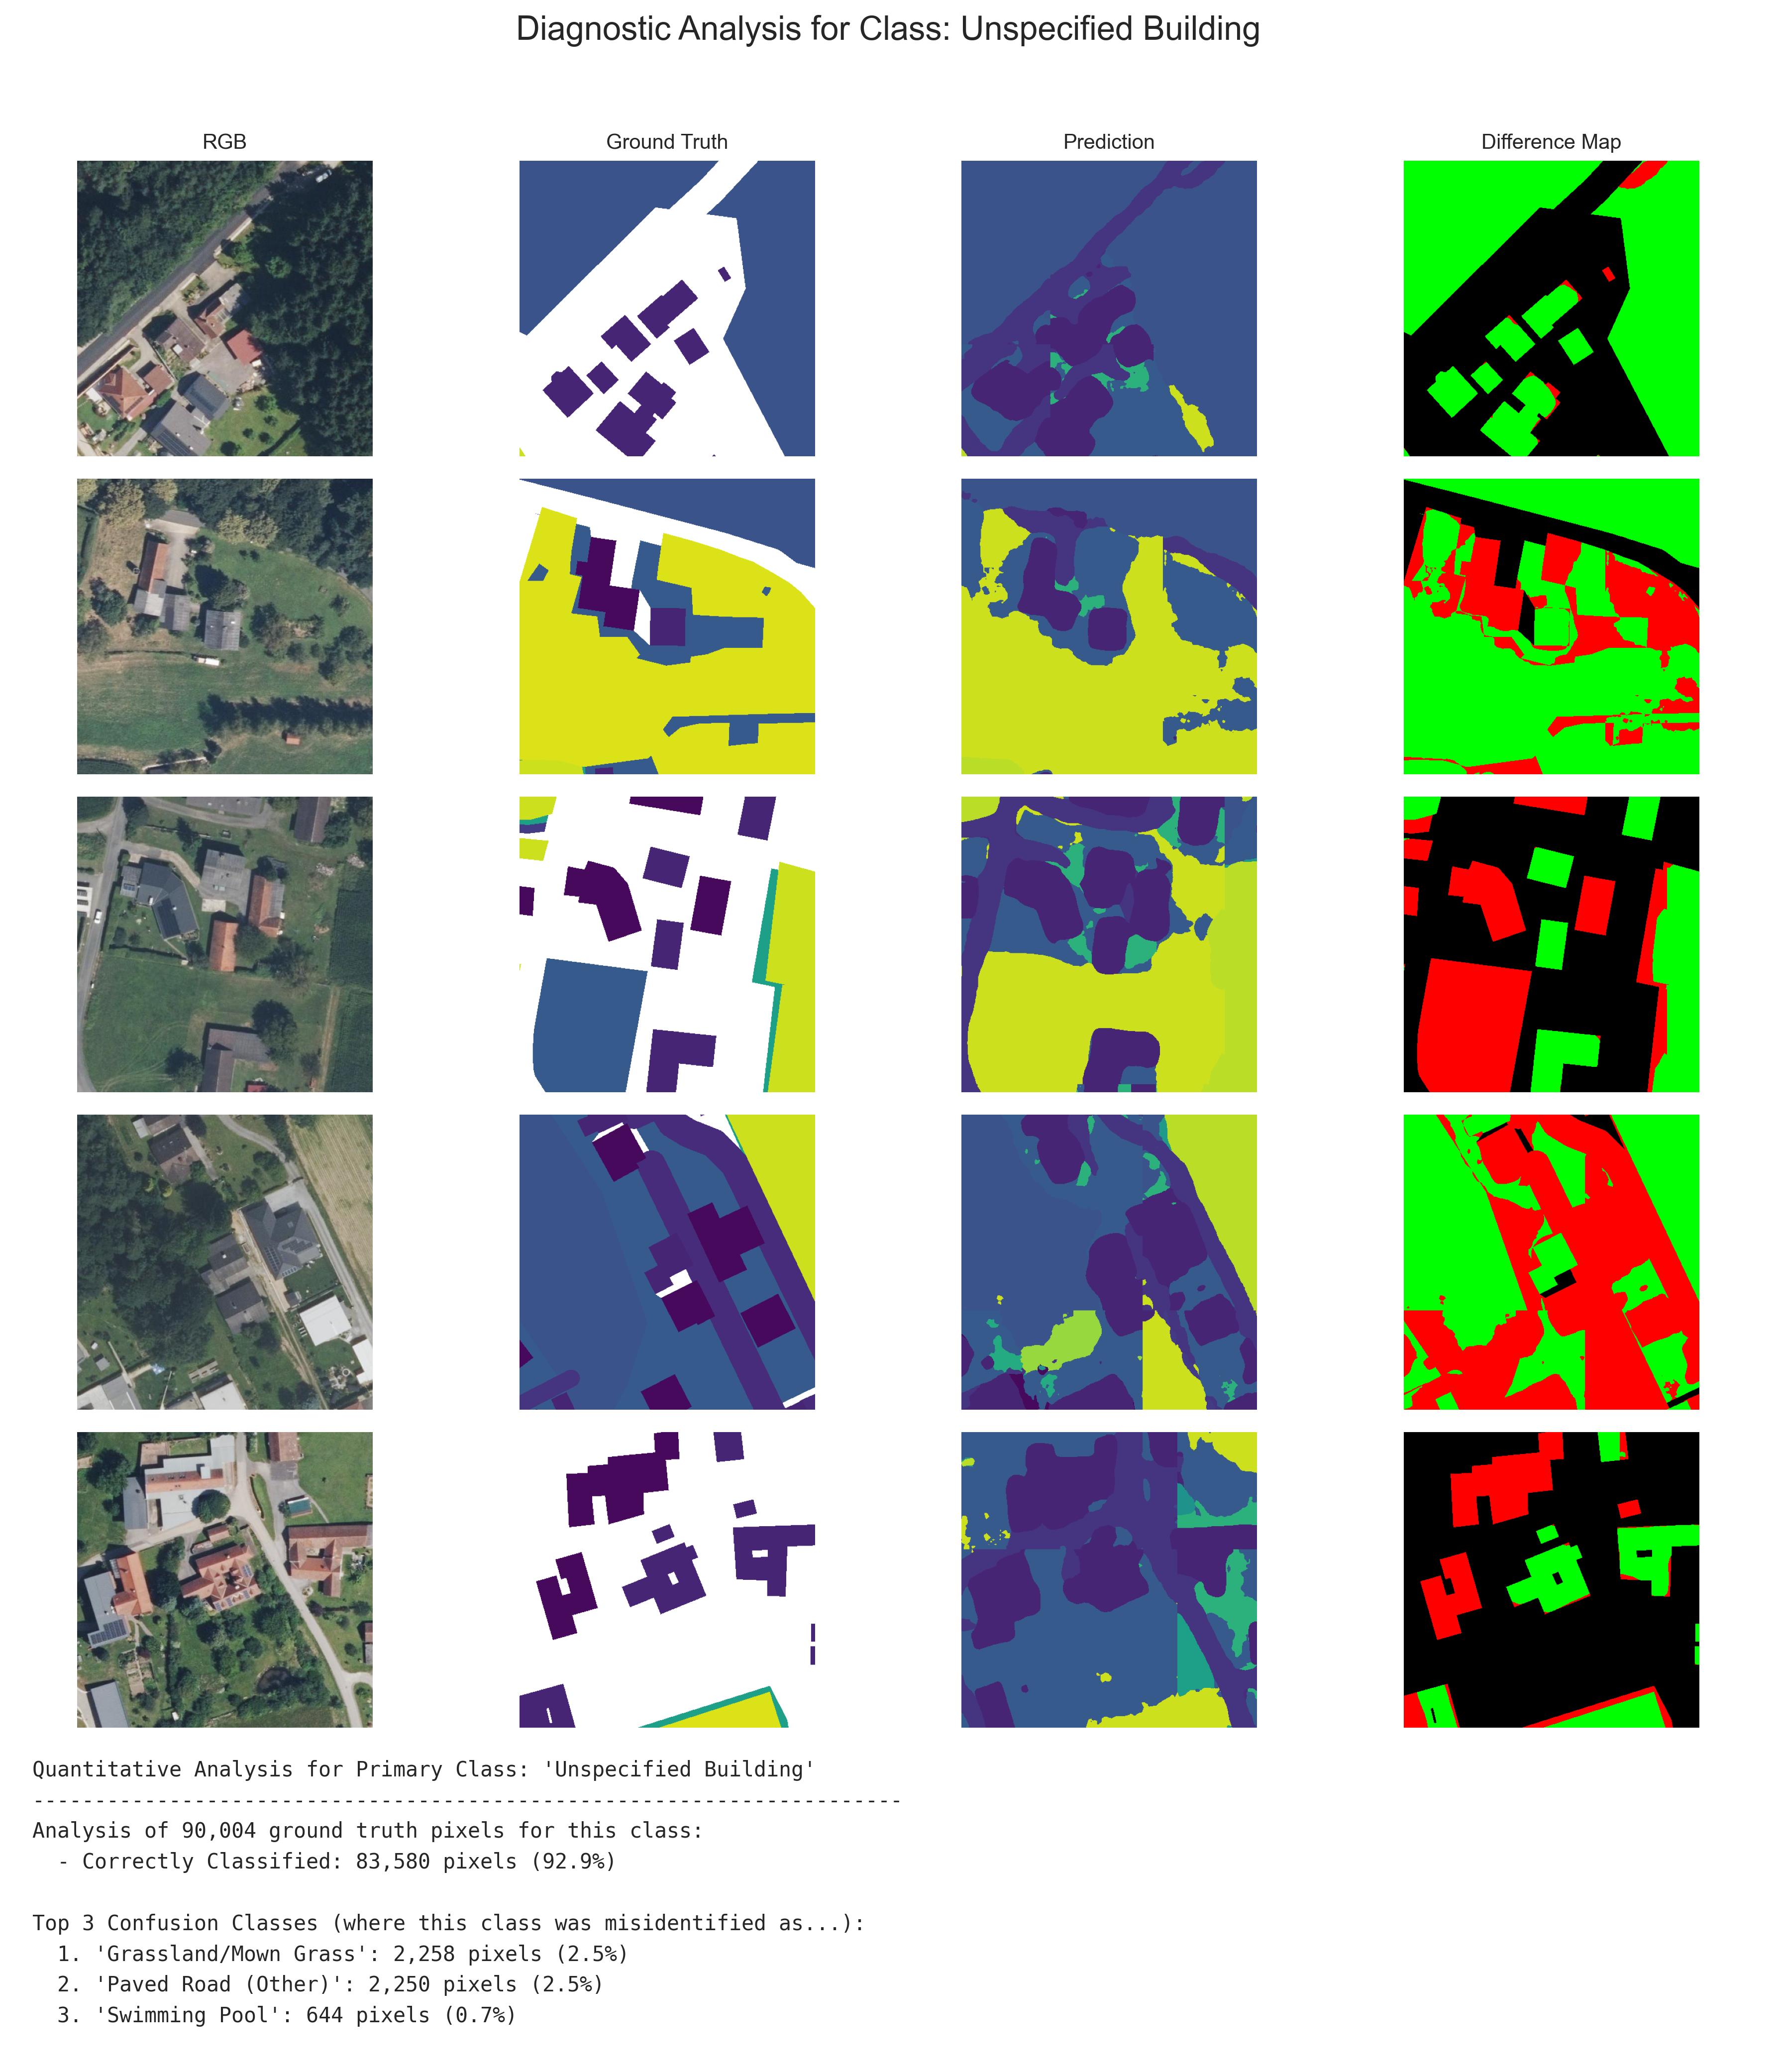 Diagnostic Analysis for Class: Unspecified Building
RGB
Ground Truth
Prediction
Difference Map
Quantitative Analysis for Primary Class: 'Unspecified Building'
----------------------------------------------------------------------
Analysis of 90,004 ground truth pixels for this class:
- Correctly Classified: 83,580 pixels (92.9%)
Top 3 Confusion Classes (where this class was misidentified as...):
1. 'Grassland/Mown Grass': 2,258 pixels (2.5%)
2. 'Paved Road (Other)': 2,250 pixels (2.5%)
3. 'Swimming Pool': 644 pixels (0.7%)